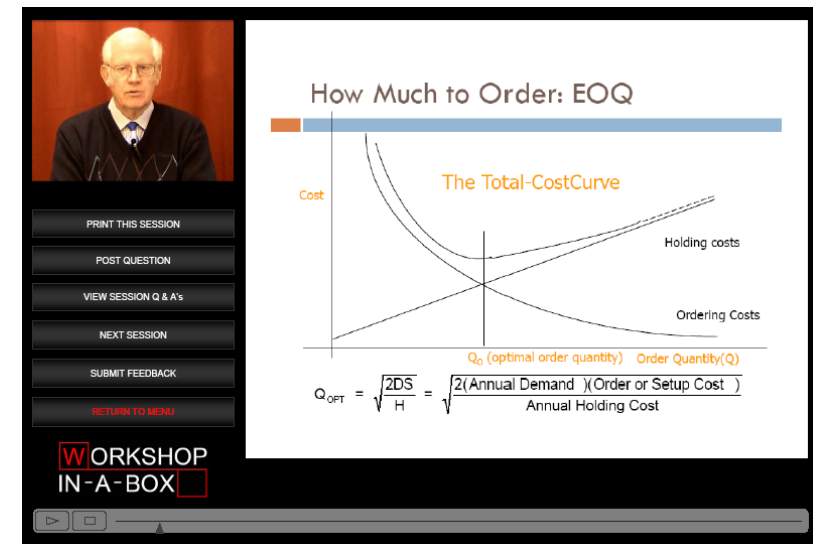 How Much to Order: EOQ
The Total-CostCurve
Cost
Holding costs
Ordering Costs
Q₀ (optimal order quantity) Order Quantity(Q)
Q_OPT = √(2DS / H) = √(2(Annual Demand )(Order or Setup Cost ) / Annual Holding Cost)
PRINT THIS SESSION
POST QUESTION
VIEW SESSION Q & A's
NEXT SESSION
SUBMIT FEEDBACK
RETURN TO MENU
WORKSHOP
IN-A-BOX